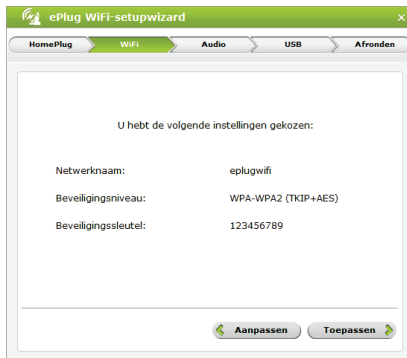 ePlug WiFi-setupwizard
HomePlug WiFi Audio USB Afronden
U hebt de volgende instellingen gekozen:
Netwerknaam: eplugwifi
Beveiligingsniveau: WPA-WPA2 (TKIP+AES)
Beveiligingssleutel: 123456789
Aanpassen Toepassen